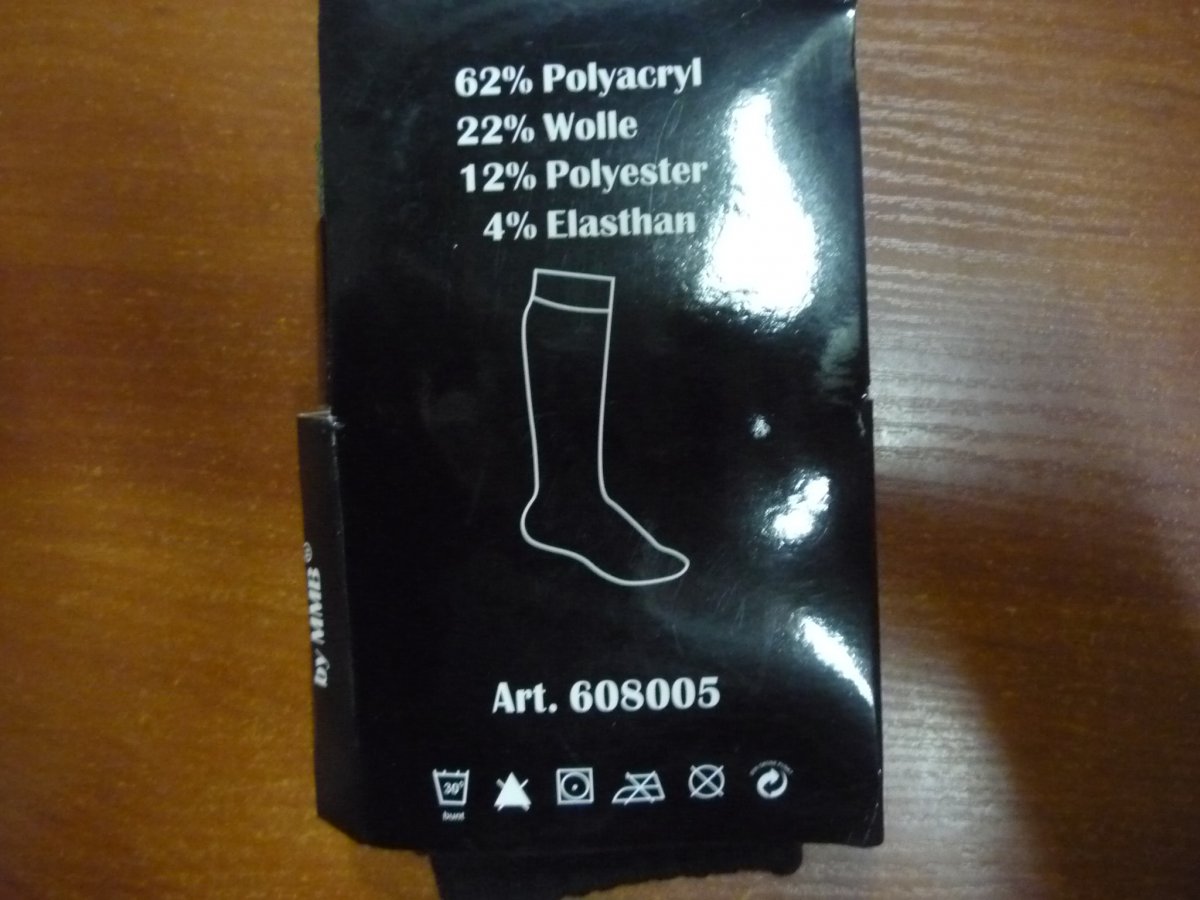 62% Polyacryl
22% Wolle
12% Polyester
4% Elasthan
by MMB®
Art. 608005
30°